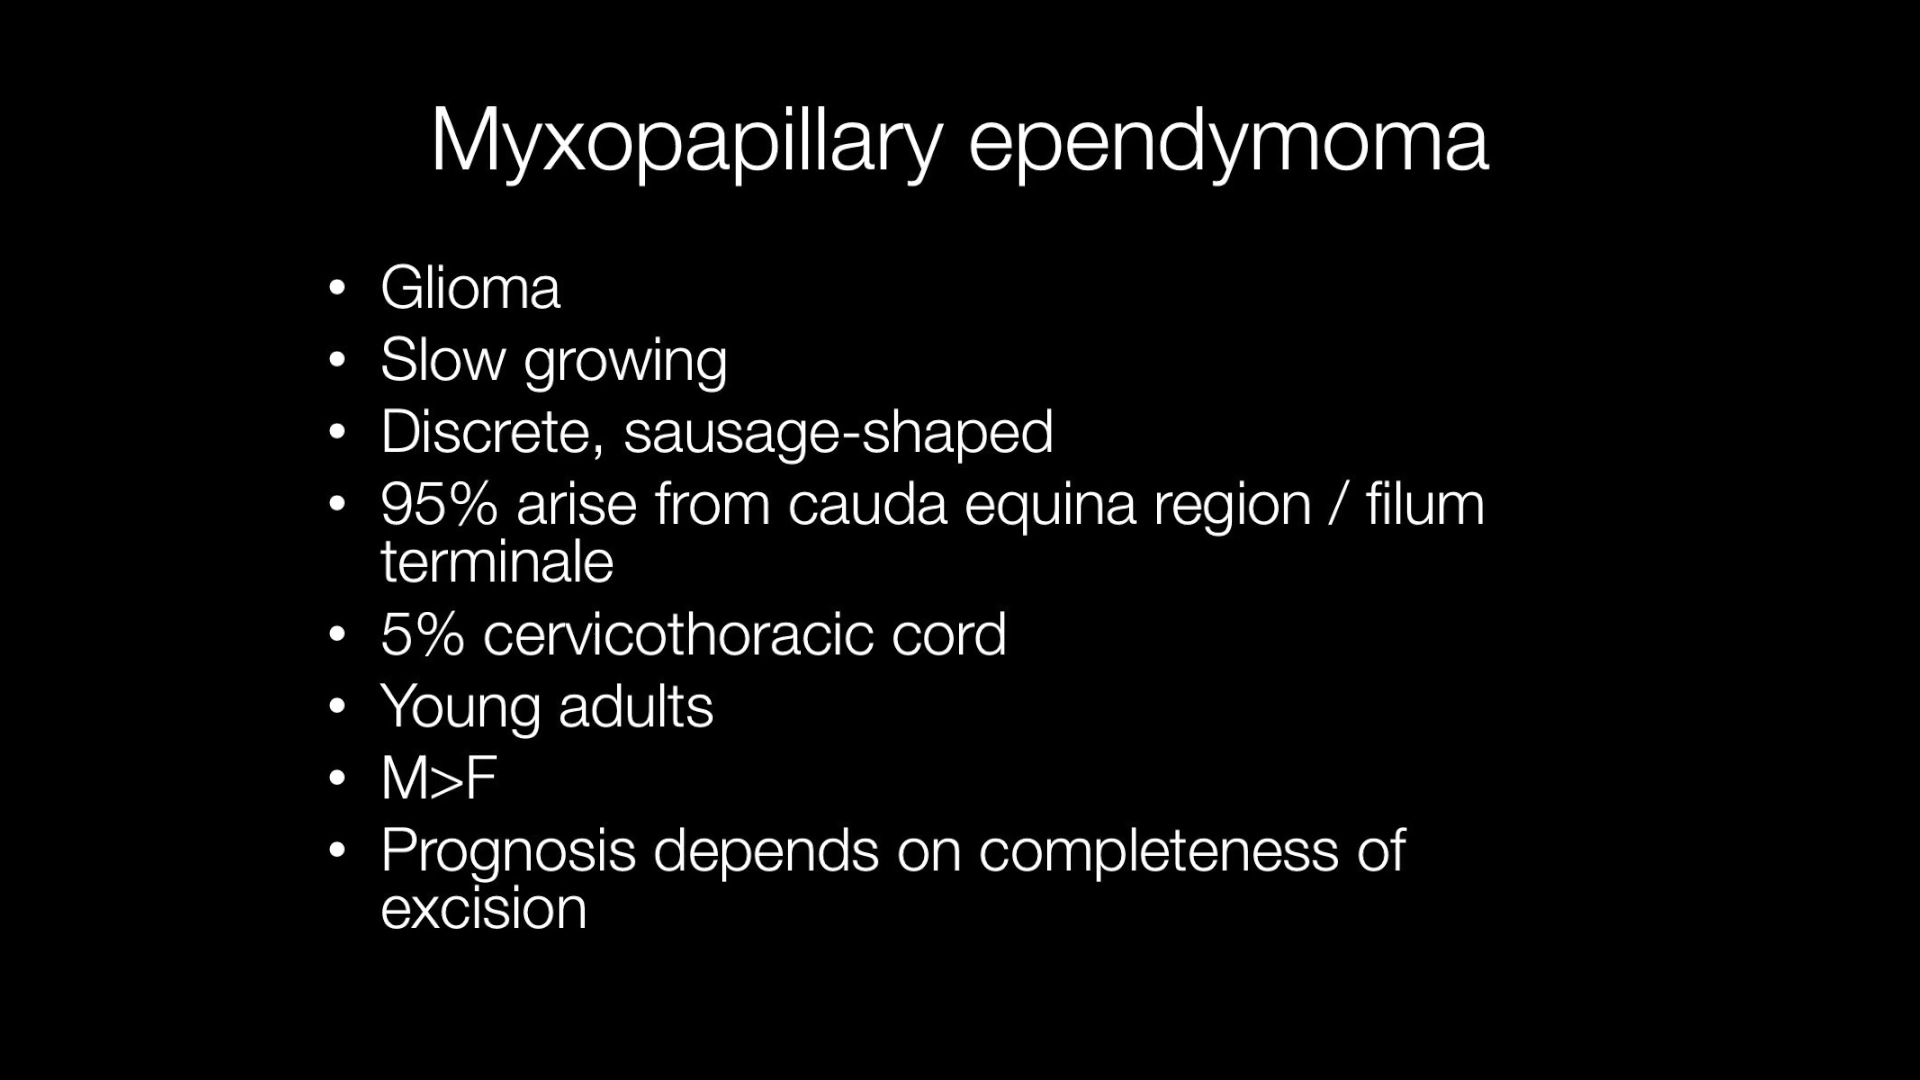 Myxopapillary ependymoma
• Glioma
• Slow growing
• Discrete, sausage-shaped
• 95% arise from cauda equina region / filum
terminale
• 5% cervicothoracic cord
• Young adults
• M>F
• Prognosis depends on completeness of
excision